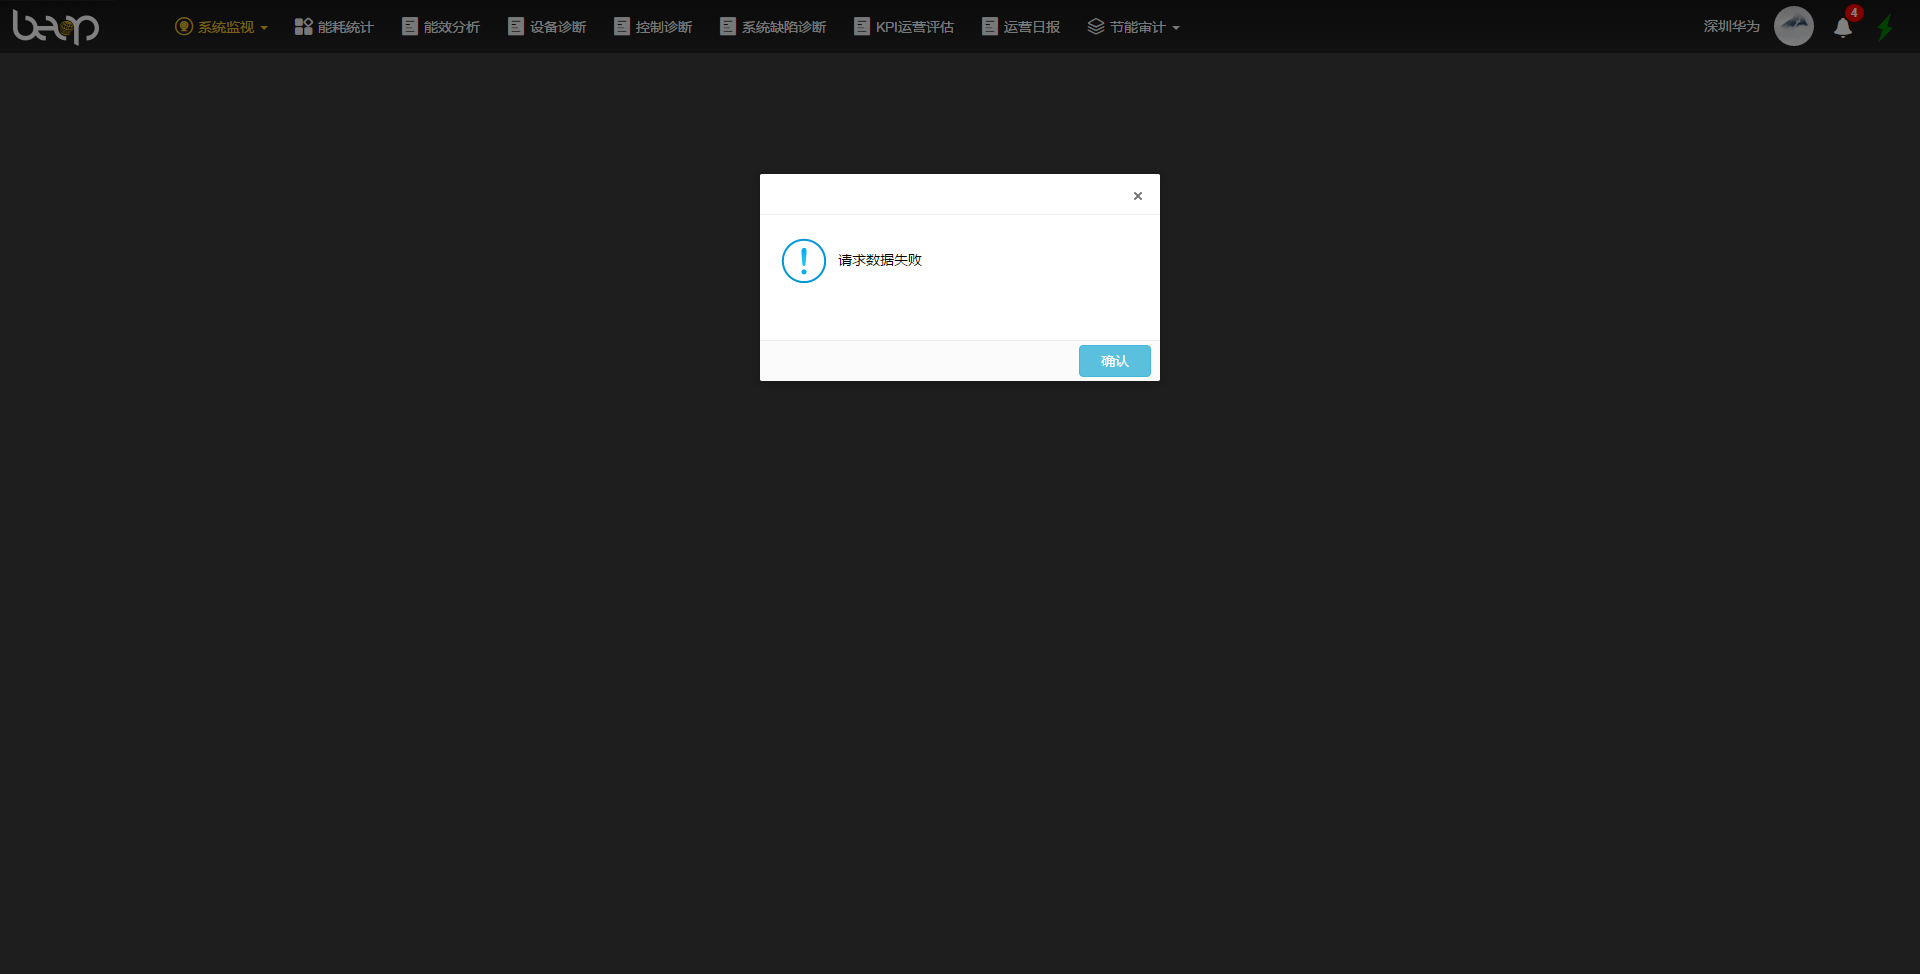 beop
系统监视
能耗统计
能效分析
设备诊断
控制诊断
系统缺陷诊断
KPI运营评估
运营日报
节能审计
深圳华为
4
×
请求数据失败
确认